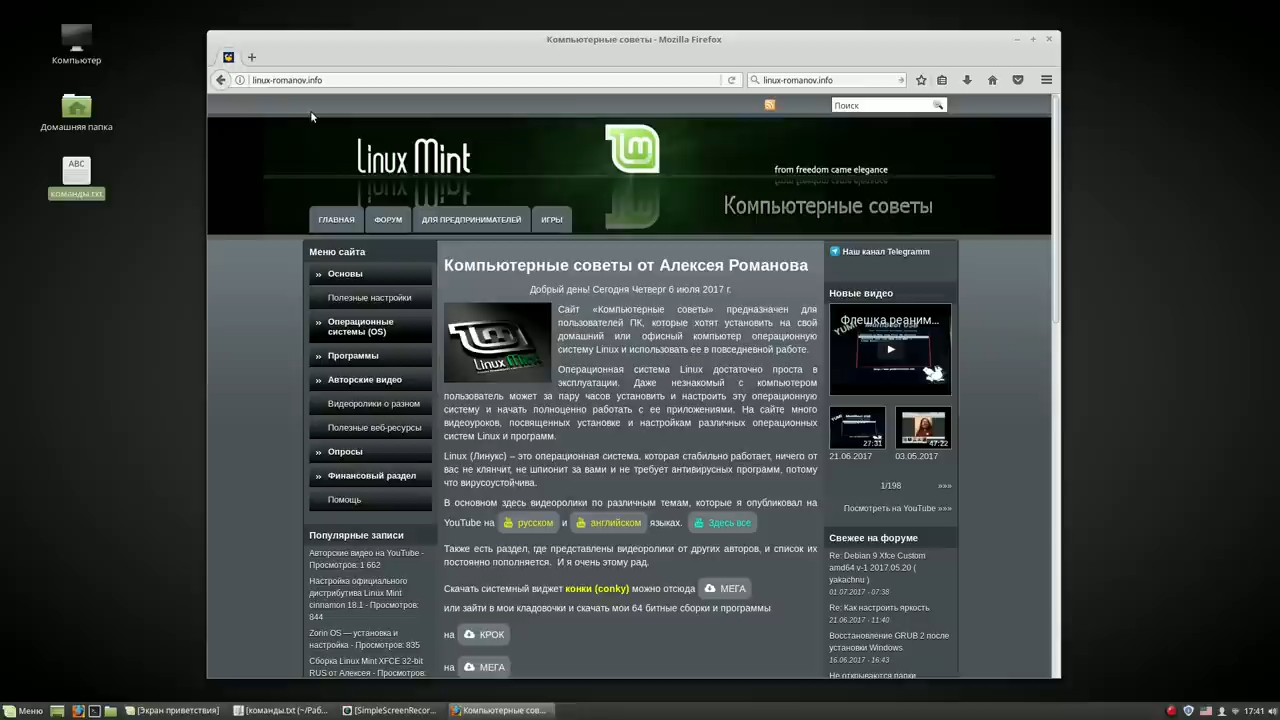 Компьютер
Домашняя папка
ABC
команды.txt
Компьютерные советы - Mozilla Firefox
linux-romanov.info
linux-romanov.info
Поиск
Linux Mint
from freedom came elegance
Компьютерные советы
ГЛАВНАЯ
ФОРУМ
ДЛЯ ПРЕДПРИНИМАТЕЛЕЙ
ИГРЫ
Меню сайта
Основы
Полезные настройки
Операционные
системы (OS)
Программы
Авторские видео
Видеоролики о разном
Полезные веб-ресурсы
Опросы
Финансовый раздел
Помощь
Популярные записи
Авторские видео на YouTube -
Просмотров: 1 662
Настройка официального
дистрибутива Linux Mint
cinnamon 18.1 - Просмотров:
844
Zorin OS — установка и
настройка - Просмотров: 835
Сборка Linux Mint XFCE 32-bit
RUS от Алексея - Просмотров:
Компьютерные советы от Алексея Романова
Добрый день! Сегодня Четверг 6 июля 2017 г.
Linux Mint
Сайт «Компьютерные советы» предназначен для
пользователей ПК, которые хотят установить на свой
домашний или офисный компьютер операционную
систему Linux и использовать ее в повседневной работе.
Операционная система Linux достаточно проста в
эксплуатации. Даже незнакомый с компьютером
пользователь может за пару часов установить и настроить эту операционную
систему и начать полноценно работать с ее приложениями. На сайте много
видеоуроков, посвященных установке и настройкам различных операционных
систем Linux и программ.
Linux (Линукс) – это операционная система, которая стабильно работает, ничего от
вас не клянчит, не шпионит за вами и не требует антивирусных программ, потому
что вирусоустойчива.
В основном здесь видеоролики по различным темам, которые я опубликовал на
YouTube на русском и английском языках. Здесь все
Также есть раздел, где представлены видеоролики от других авторов, и список их
постоянно пополняется. И я очень этому рад.
Скачать системный виджет конки (conky) можно отсюда МЕГА
или зайти в мои кладовочки и скачать мои 64 битные сборки и программы
на КРОК
на МЕГА
Наш канал Telegramm
Новые видео
Флешка реаним...
YUMI
27:31
47:22
21.06.2017
03.05.2017
1/198 »»»
Посмотреть на YouTube »»»
Свежее на форуме
Re: Debian 9 Xfce Custom
amd64 v-1 2017.05.20 (
yakachnu )
01.07.2017 - 07:38
Re: Как настроить яркость
21.06.2017 - 11:40
Восстановление GRUB 2 после
установки Windows
16.06.2017 - 16:43
Не открываются папки
Меню
[Экран приветствия]
[команды.txt (~/Раб...
[SimpleScreenRecor...
Компьютерные сов...
17:41